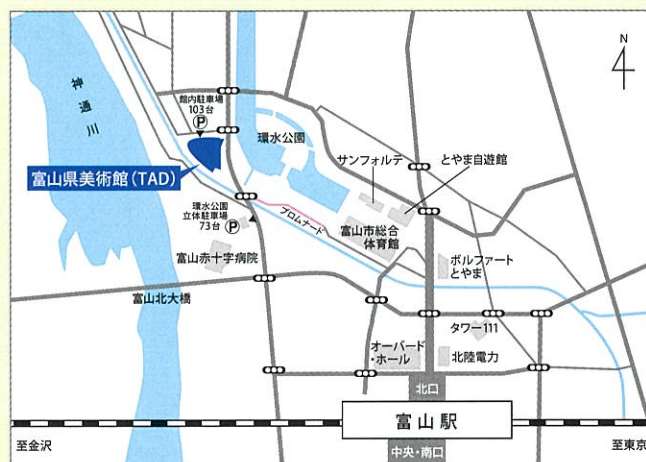 N
神通川
館内駐車場
103台
P
環水公園
サンフォルテ
とやま自遊館
富山県美術館(TAD)
環水公園
立体駐車場
73台
P
プロムナード
富山市総合
体育館
富山赤十字病院
ボルファート
とやま
富山北大橋
タワー111
オーバード
・ホール
北陸電力
北口
富山駅
至金沢
中央・南口
至東京